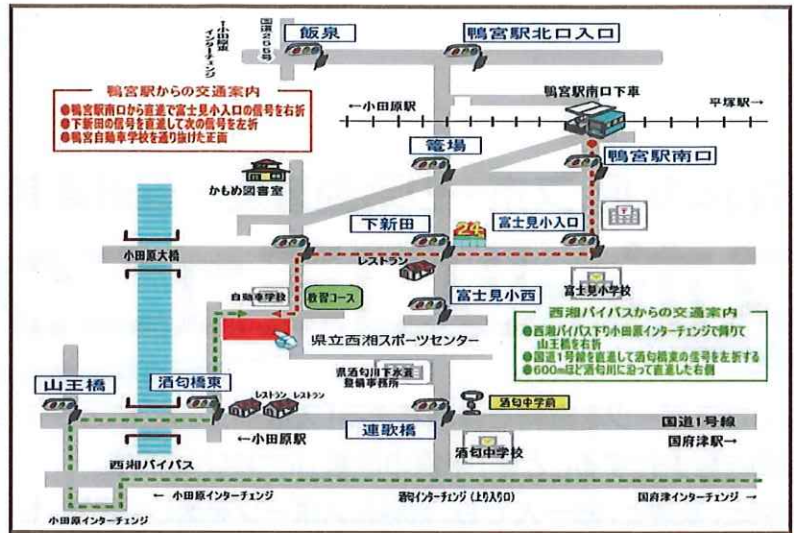 ↑小田原東インターチェンジ
国道255号
飯泉
鴨宮駅北口入口
鴨宮駅からの交通案内
●鴨宮駅南口から直進で富士見小入口の信号を右折
●下新田の信号を直進して次の信号を左折
●鴨宮自動車学校を通り抜けた正面
鴨宮駅南口下車
←小田原駅
平塚駅→
篭場
鴨宮駅南口
かもめ図書室
下新田
24
富士見小入口
小田原大橋
レストラン
富士見小学校
自動車学校
教習コース
富士見小西
西湘バイパスからの交通案内
●西湘バイパス下り小田原インターチェンジで降りて
山王橋を右折
●国道1号線を直進して酒匂橋東の信号を左折する
●600mほど酒匂川に沿って直進した右側
県立西湘スポーツセンター
県酒匂川下水道
整備事務所
山王橋
酒匂橋東
レストラン
レストラン
酒匂中学前
←小田原駅
連歌橋
国道1号線
酒匂中学校
国府津駅→
西湘バイパス
← 小田原インターチェンジ
酒匂インターチェンジ(上り入り口)
国府津インターチェンジ →
小田原インターチェンジ